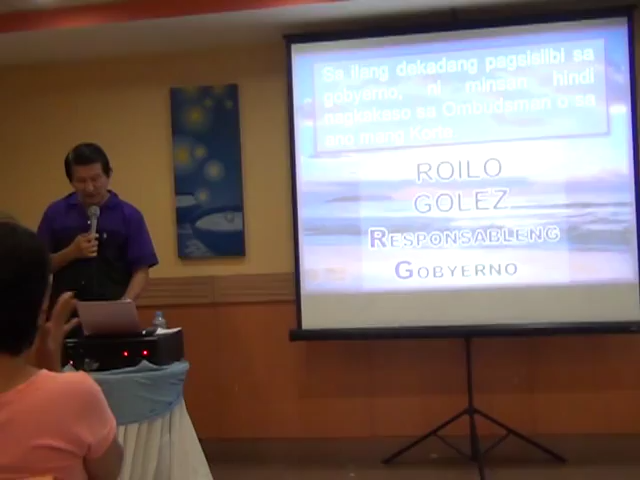 Sa ilang dekadang pagsisilbi sa
gobyerno, ni minsan hindi
nagkakaso sa Ombudsman o sa
ano mang Korte
ROILO
GOLEZ
RESPONSABLENG
GOBYERNO